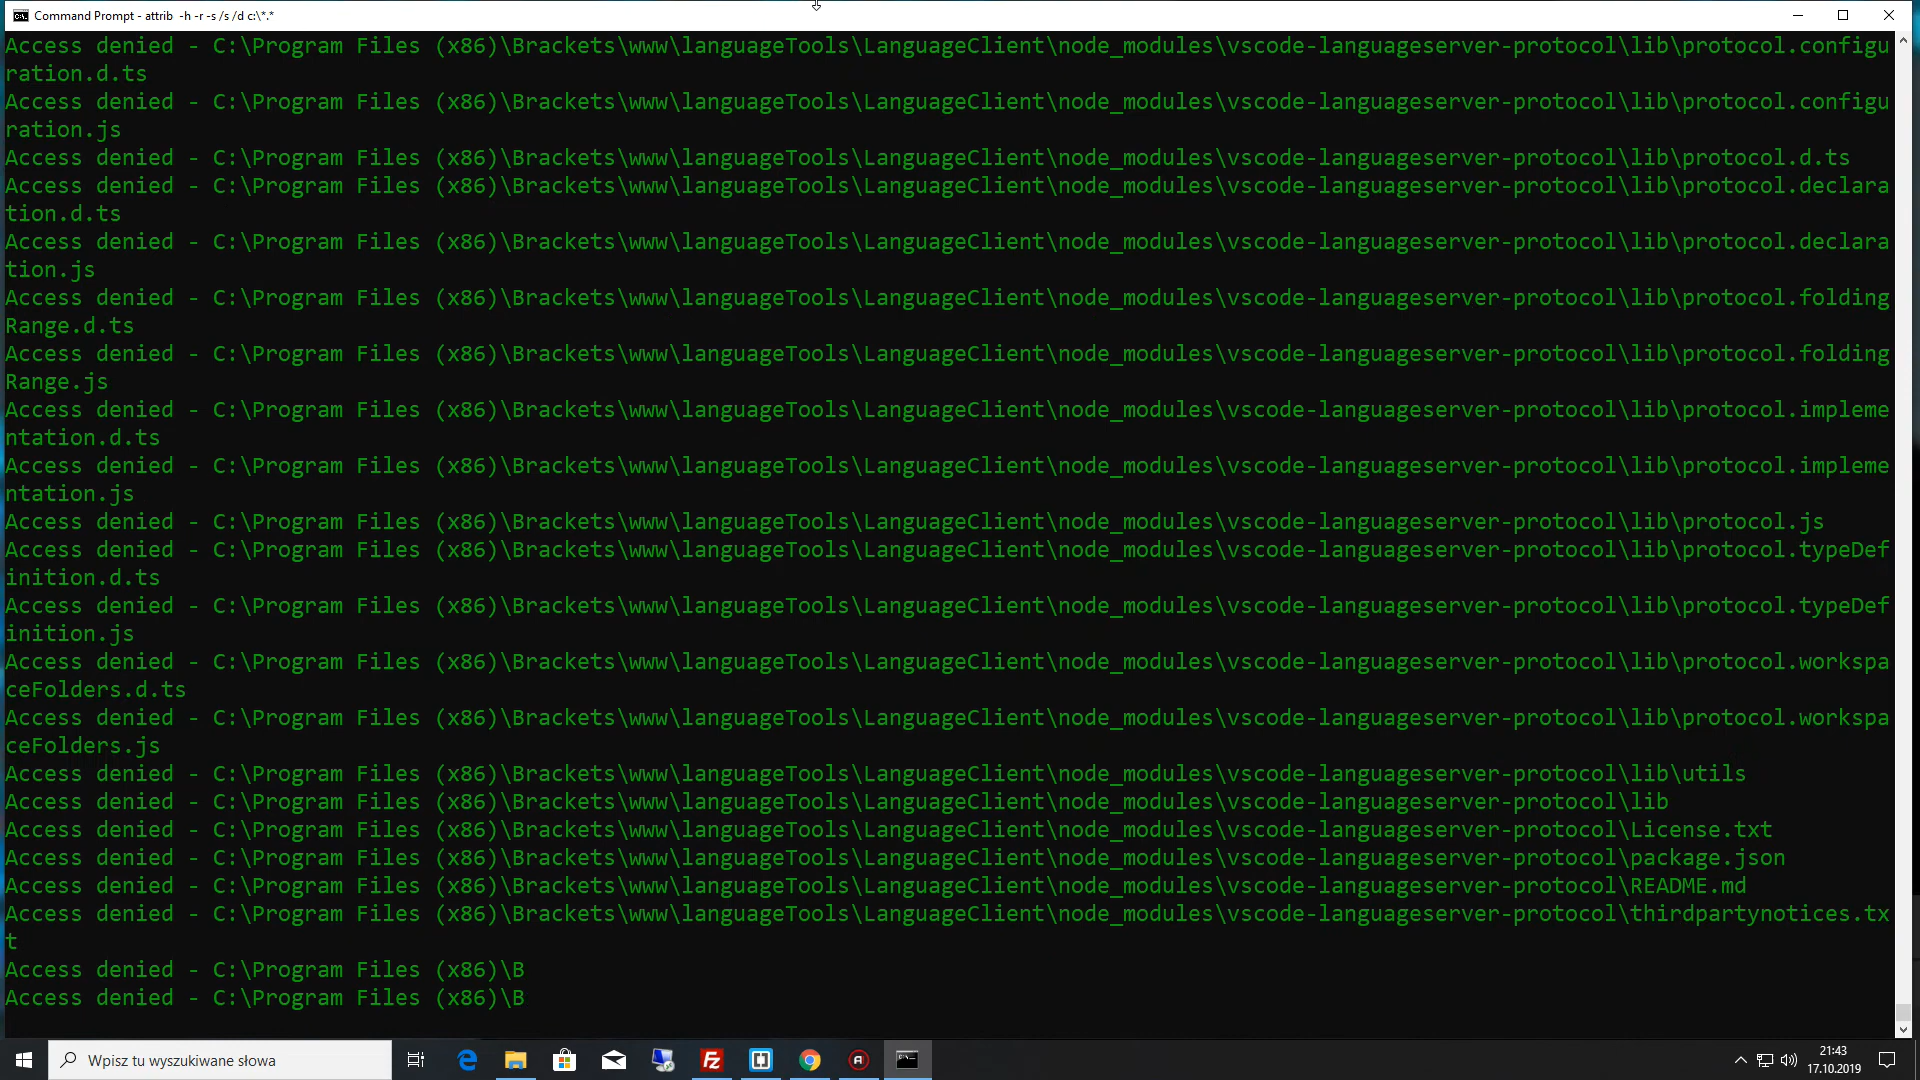 Command Prompt - attrib  -h -r -s /s /d c:\*.*
Access denied - C:\Program Files (x86)\Brackets\www\languageTools\LanguageClient\node_modules\vscode-languageserver-protocol\lib\protocol.configu
ration.d.ts
Access denied - C:\Program Files (x86)\Brackets\www\languageTools\LanguageClient\node_modules\vscode-languageserver-protocol\lib\protocol.configu
ration.js
Access denied - C:\Program Files (x86)\Brackets\www\languageTools\LanguageClient\node_modules\vscode-languageserver-protocol\lib\protocol.d.ts
Access denied - C:\Program Files (x86)\Brackets\www\languageTools\LanguageClient\node_modules\vscode-languageserver-protocol\lib\protocol.declara
tion.d.ts
Access denied - C:\Program Files (x86)\Brackets\www\languageTools\LanguageClient\node_modules\vscode-languageserver-protocol\lib\protocol.declara
tion.js
Access denied - C:\Program Files (x86)\Brackets\www\languageTools\LanguageClient\node_modules\vscode-languageserver-protocol\lib\protocol.folding
Range.d.ts
Access denied - C:\Program Files (x86)\Brackets\www\languageTools\LanguageClient\node_modules\vscode-languageserver-protocol\lib\protocol.folding
Range.js
Access denied - C:\Program Files (x86)\Brackets\www\languageTools\LanguageClient\node_modules\vscode-languageserver-protocol\lib\protocol.impleme
ntation.d.ts
Access denied - C:\Program Files (x86)\Brackets\www\languageTools\LanguageClient\node_modules\vscode-languageserver-protocol\lib\protocol.impleme
ntation.js
Access denied - C:\Program Files (x86)\Brackets\www\languageTools\LanguageClient\node_modules\vscode-languageserver-protocol\lib\protocol.js
Access denied - C:\Program Files (x86)\Brackets\www\languageTools\LanguageClient\node_modules\vscode-languageserver-protocol\lib\protocol.typeDef
inition.d.ts
Access denied - C:\Program Files (x86)\Brackets\www\languageTools\LanguageClient\node_modules\vscode-languageserver-protocol\lib\protocol.typeDef
inition.js
Access denied - C:\Program Files (x86)\Brackets\www\languageTools\LanguageClient\node_modules\vscode-languageserver-protocol\lib\protocol.workspa
ceFolders.d.ts
Access denied - C:\Program Files (x86)\Brackets\www\languageTools\LanguageClient\node_modules\vscode-languageserver-protocol\lib\protocol.workspa
ceFolders.js
Access denied - C:\Program Files (x86)\Brackets\www\languageTools\LanguageClient\node_modules\vscode-languageserver-protocol\lib\utils
Access denied - C:\Program Files (x86)\Brackets\www\languageTools\LanguageClient\node_modules\vscode-languageserver-protocol\lib
Access denied - C:\Program Files (x86)\Brackets\www\languageTools\LanguageClient\node_modules\vscode-languageserver-protocol\License.txt
Access denied - C:\Program Files (x86)\Brackets\www\languageTools\LanguageClient\node_modules\vscode-languageserver-protocol\package.json
Access denied - C:\Program Files (x86)\Brackets\www\languageTools\LanguageClient\node_modules\vscode-languageserver-protocol\README.md
Access denied - C:\Program Files (x86)\Brackets\www\languageTools\LanguageClient\node_modules\vscode-languageserver-protocol\thirdpartynotices.tx
t
Access denied - C:\Program Files (x86)\B
Access denied - C:\Program Files (x86)\B
Wpisz tu wyszukiwane słowa
21:43
17.10.2019